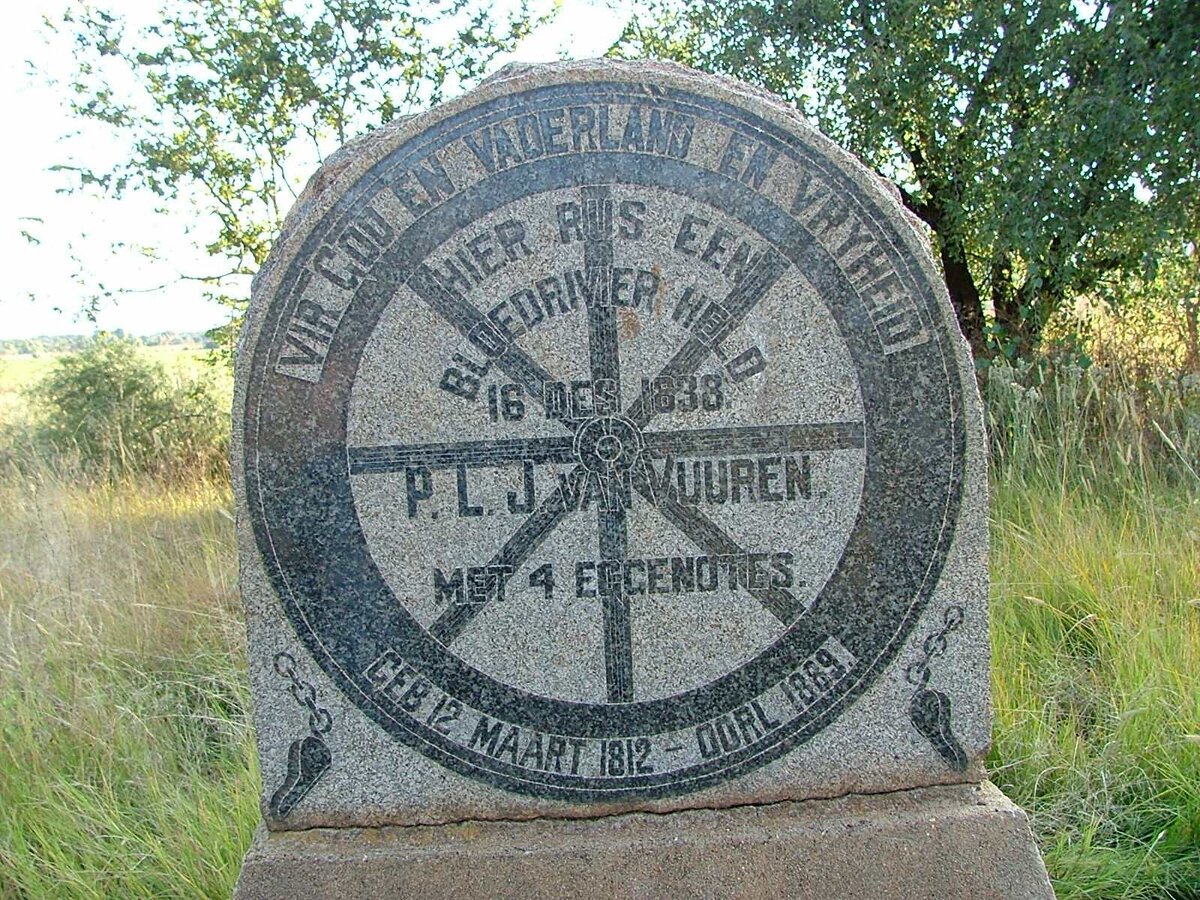 VIR GOD EN VADERLAND EN VRYHEID
HIER RUS EEN
BLOEDRIVIER HELD
16 DES 1838.
P. L. J VAN VUUREN.
MET 4 EGGENOTES.
GEB 12 MAART 1812 - OORL 1889.